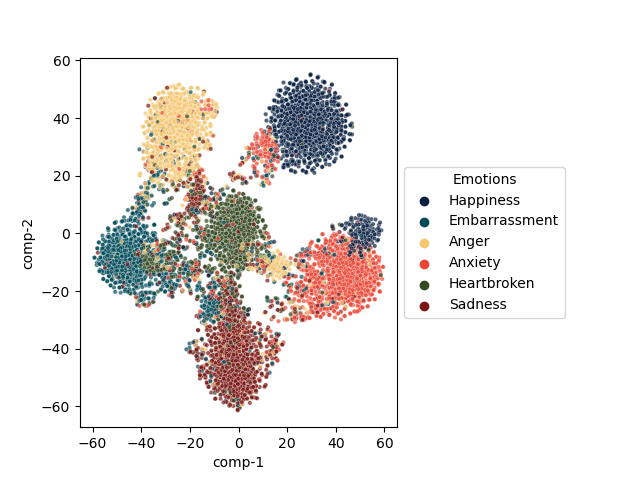 60
40
20
0
−20
−40
−60
comp-2
−60 −40 −20 0 20 40 60
comp-1
Emotions
Happiness
Embarrassment
Anger
Anxiety
Heartbroken
Sadness